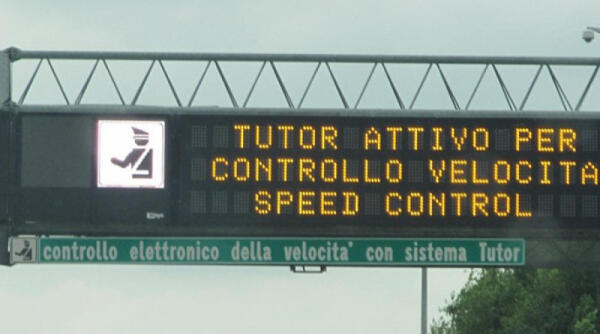 TUTOR ATTIVO PER
CONTROLLO VELOCITA
SPEED CONTROL
controllo elettronico della velocita' con sistema Tutor